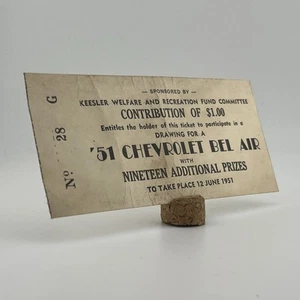 SPONSORED BY
KEESLER WELFARE AND RECREATION FUND COMMITTEE
CONTRIBUTION OF $1.00
Entitles the holder of this ticket to participate in a
DRAWING FOR A
'51 CHEVROLET BEL AIR
WITH
NINETEEN ADDITIONAL PRIZES
TO TAKE PLACE 12 JUNE 1951
No 28 G